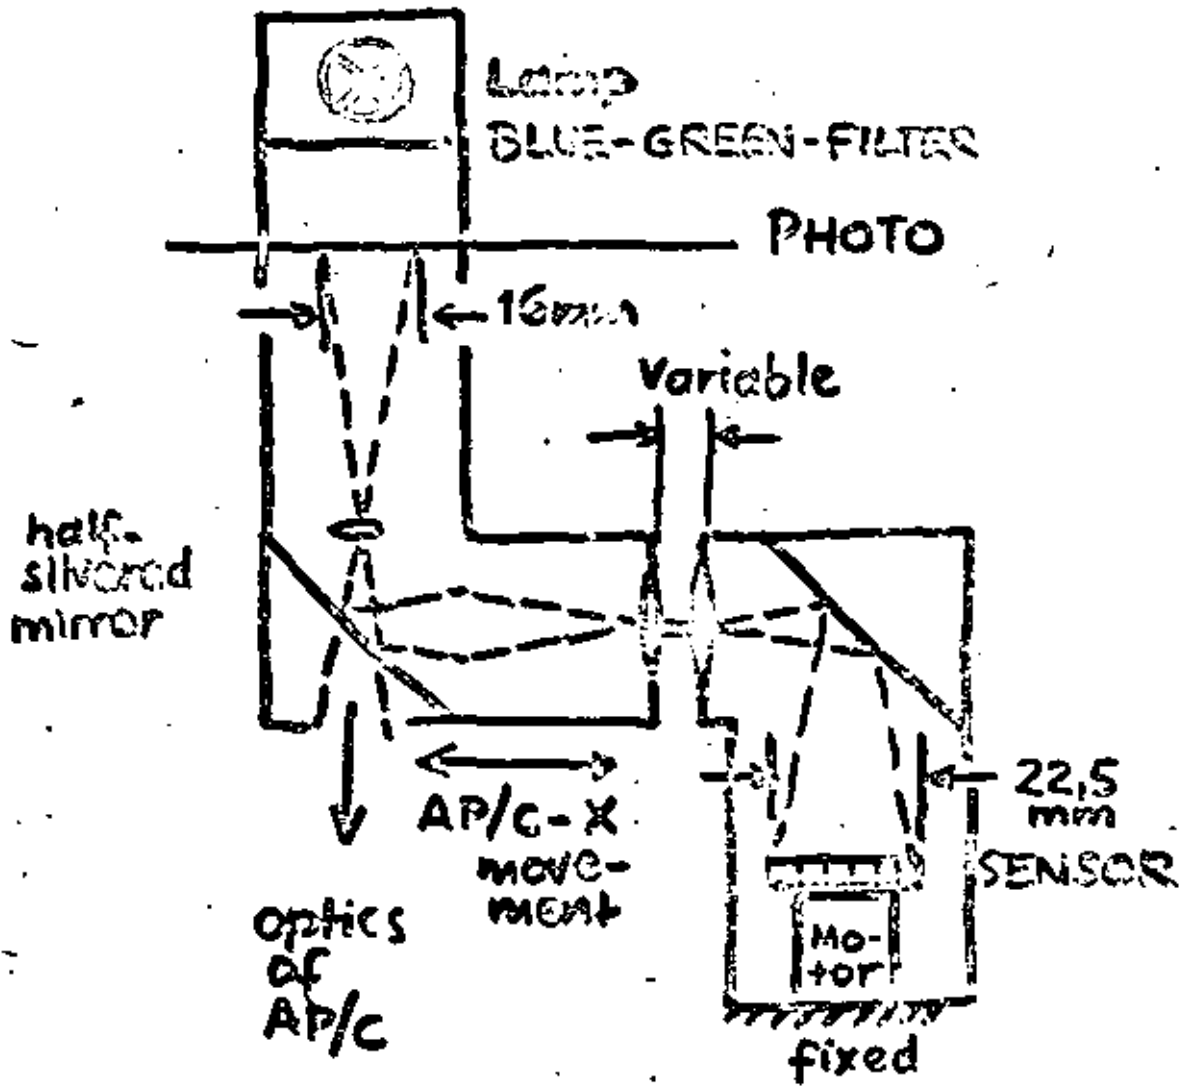 Lamp
BLUE-GREEN-FILTER
PHOTO
16mm
Variable
half-
silvered
mirror
22,5
mm
AP/C-X
move-
ment
SENSOR
optics
of
AP/C
Mo-
tor
fixed